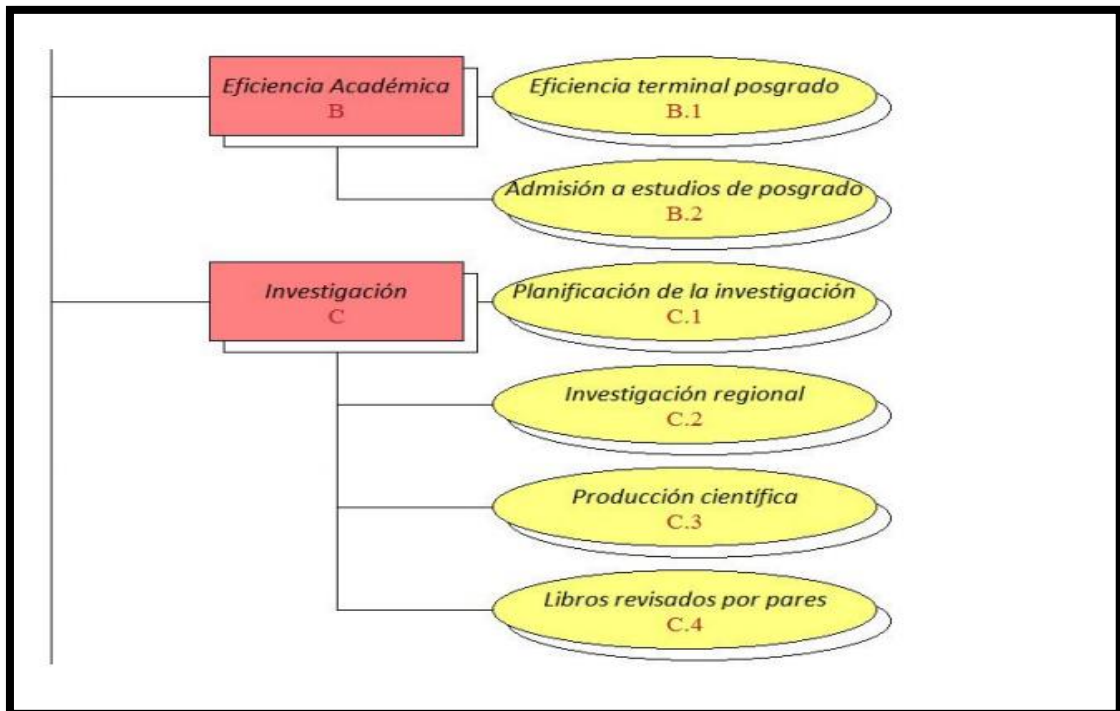 Eficiencia Académica
B
Eficiencia terminal posgrado
B.1
Admisión a estudios de posgrado
B.2
Investigación
C
Planificación de la investigación
C.1
Investigación regional
C.2
Producción científica
C.3
Libros revisados por pares
C.4